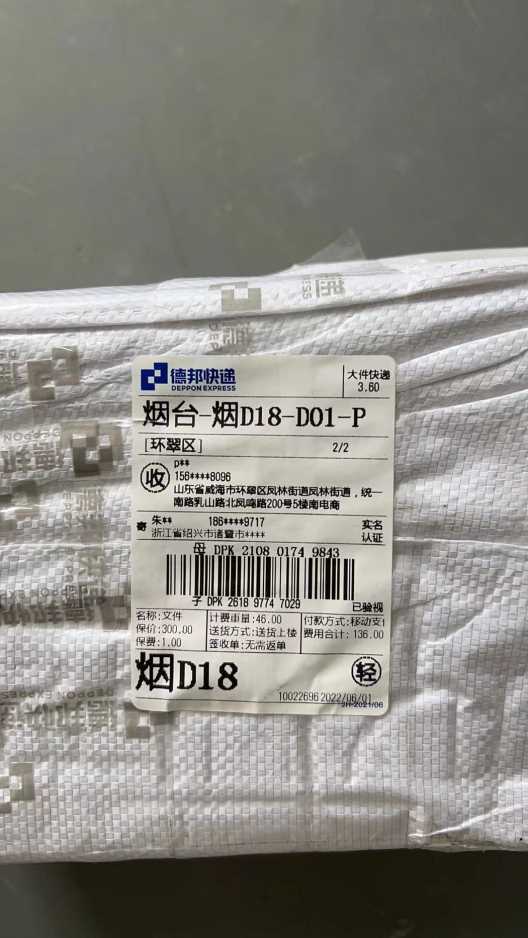 德邦快递
DEPPON EXPRESS
大件快递
3.60
烟台-烟D18-D01-P
[环翠区]
2/2
收
p**
156****8096
山东省威海市环翠区凤林街道凤林街道，统一
南路乳山路北凤鸣路200号5楼南电商
寄
朱** 186****9717
浙江省绍兴市诸暨市****
实名
认证
母 DPK 2108 0174 9843
子 DPK 2618 9774 7029
已验视
名称:文件
计费重量:46.00
付款方式:移动支付
保价:300.00
送货方式:送货上楼
费用合计:136.00
保费:1.00
签收单:无需返单
烟D18
轻
10022696 2022/06/01